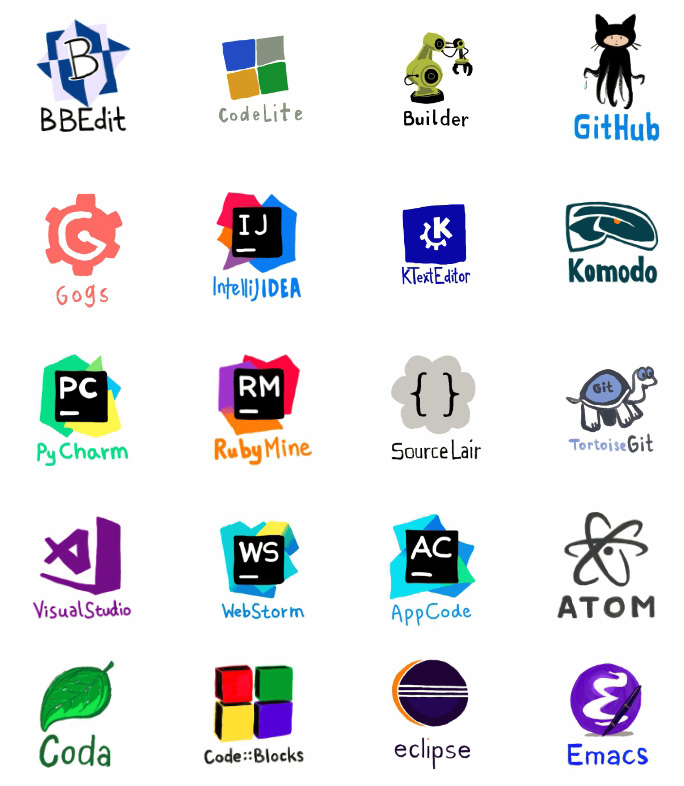 B
BBEdit
CodeLite
Builder
GitHub
G
Gogs
IJ
IntelliJIDEA
K
KTextEditor
Komodo
PC
PyCharm
RM
RubyMine
{ }
SourceLair
Git
TortoiseGit
VisualStudio
WS
WebStorm
AC
AppCode
ATOM
Coda
Code::Blocks
eclipse
Emacs